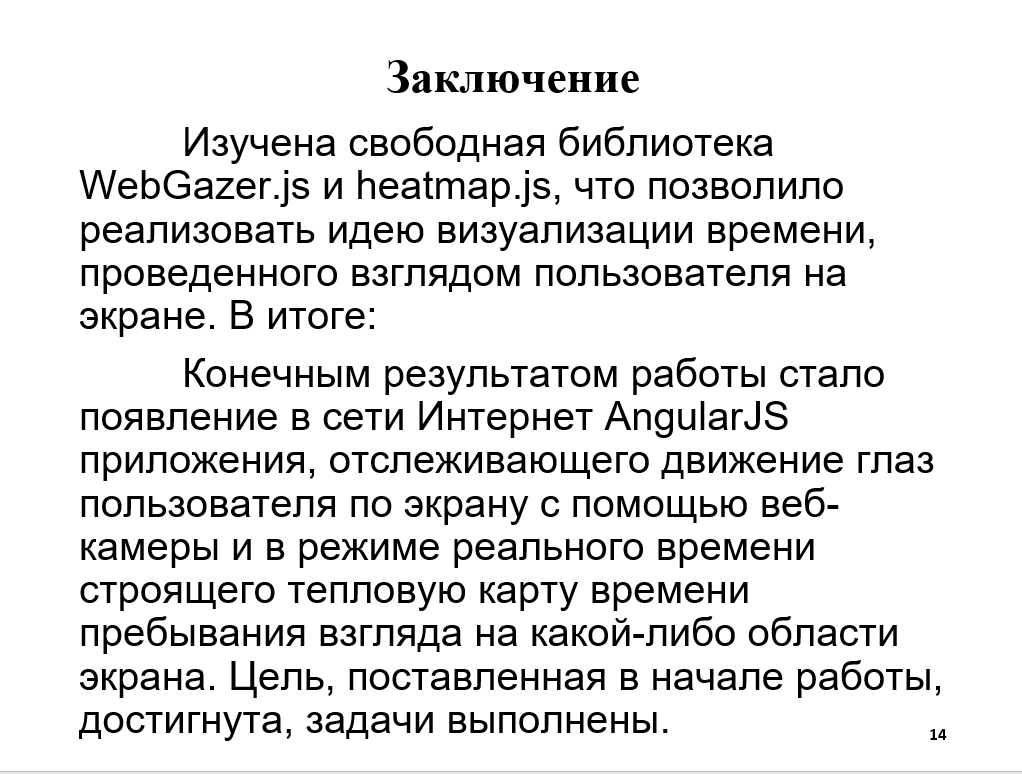 Заключение
Изучена свободная библиотека
WebGazer.js и heatmap.js, что позволило
реализовать идею визуализации времени,
проведенного взглядом пользователя на
экране. В итоге:
Конечным результатом работы стало
появление в сети Интернет AngularJS
приложения, отслеживающего движение глаз
пользователя по экрану с помощью веб-
камеры и в режиме реального времени
строящего тепловую карту времени
пребывания взгляда на какой-либо области
экрана. Цель, поставленная в начале работы,
достигнута, задачи выполнены.
14